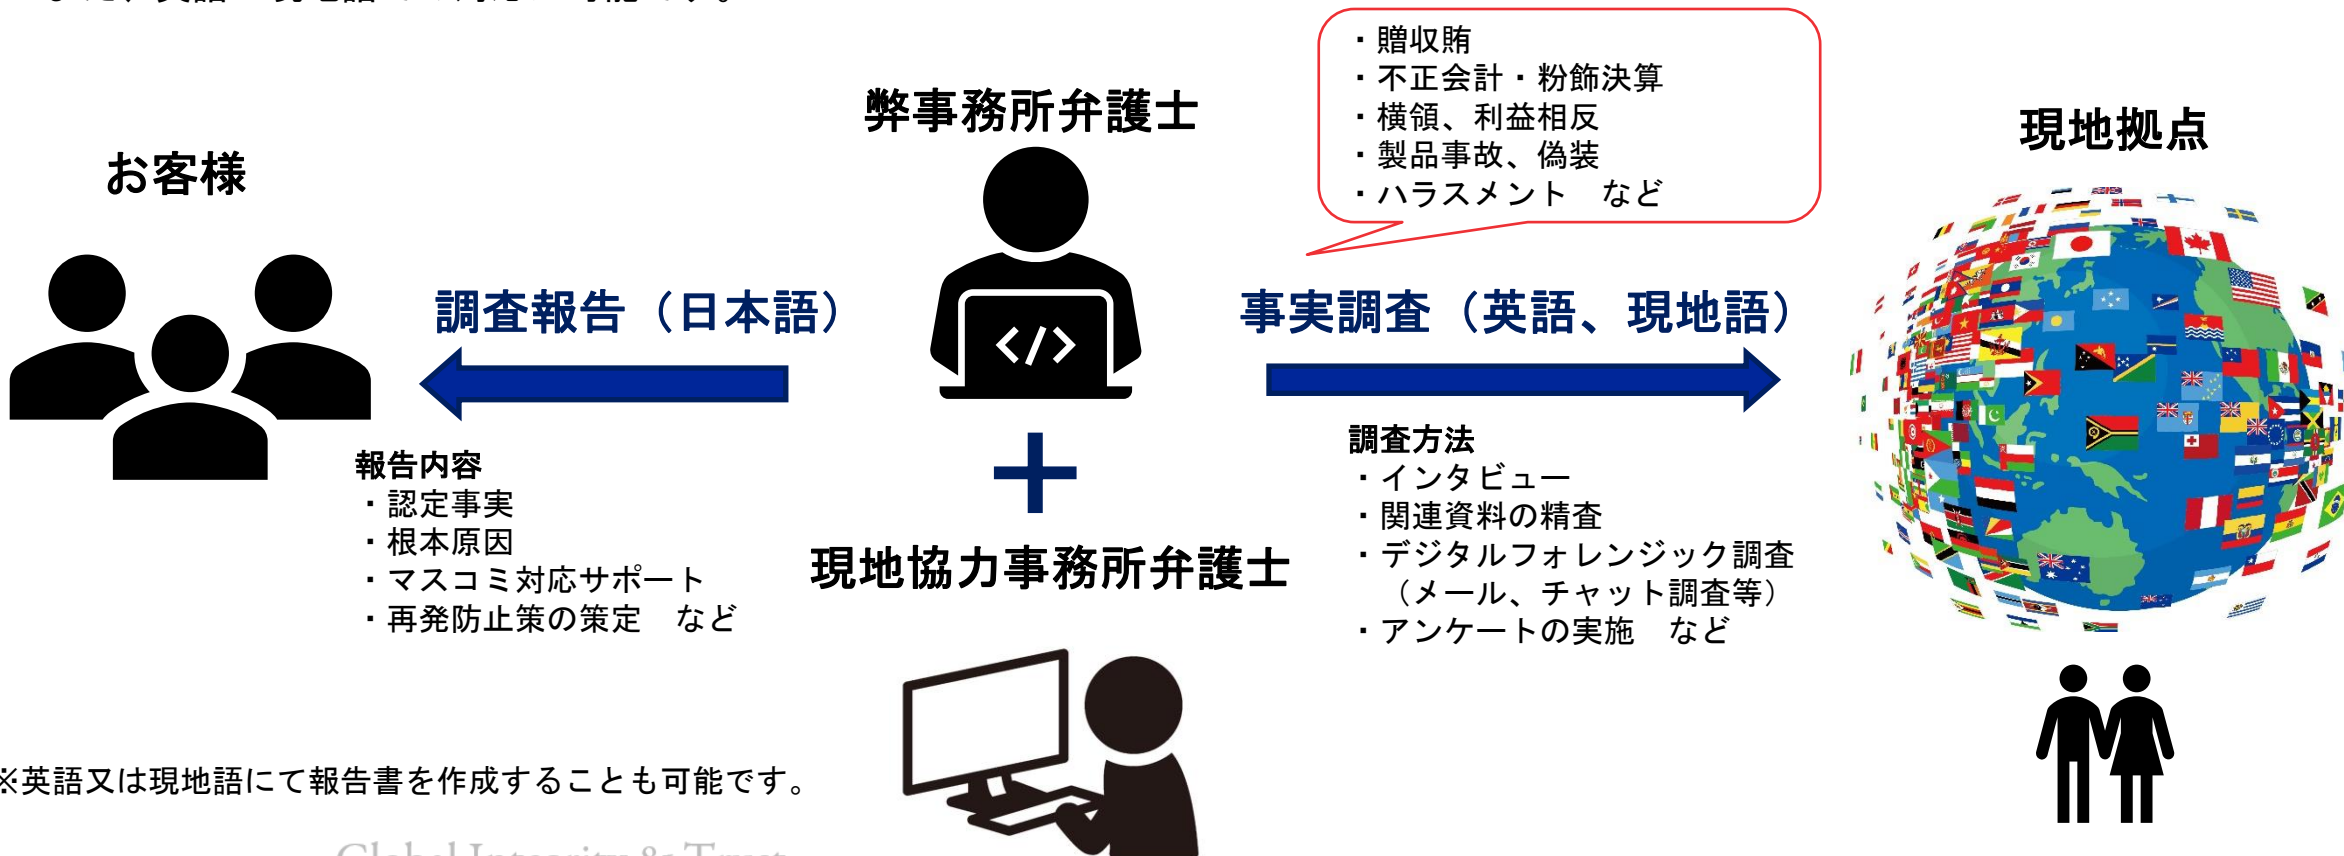 ・贈収賄
・不正会計・粉飾決算
・横領、利益相反
・製品事故、偽装
・ハラスメント　など
弊事務所弁護士
現地拠点
お客様
調査報告（日本語）
事実調査（英語、現地語）
</>
調査方法
・インタビュー
・関連資料の精査
・デジタルフォレンジック調査
（メール、チャット調査等）
・アンケートの実施　など
報告内容
・認定事実
・根本原因
・マスコミ対応サポート
・再発防止策の策定　など
現地協力事務所弁護士
※英語又は現地語にて報告書を作成することも可能です。
Global Integrity & Trust